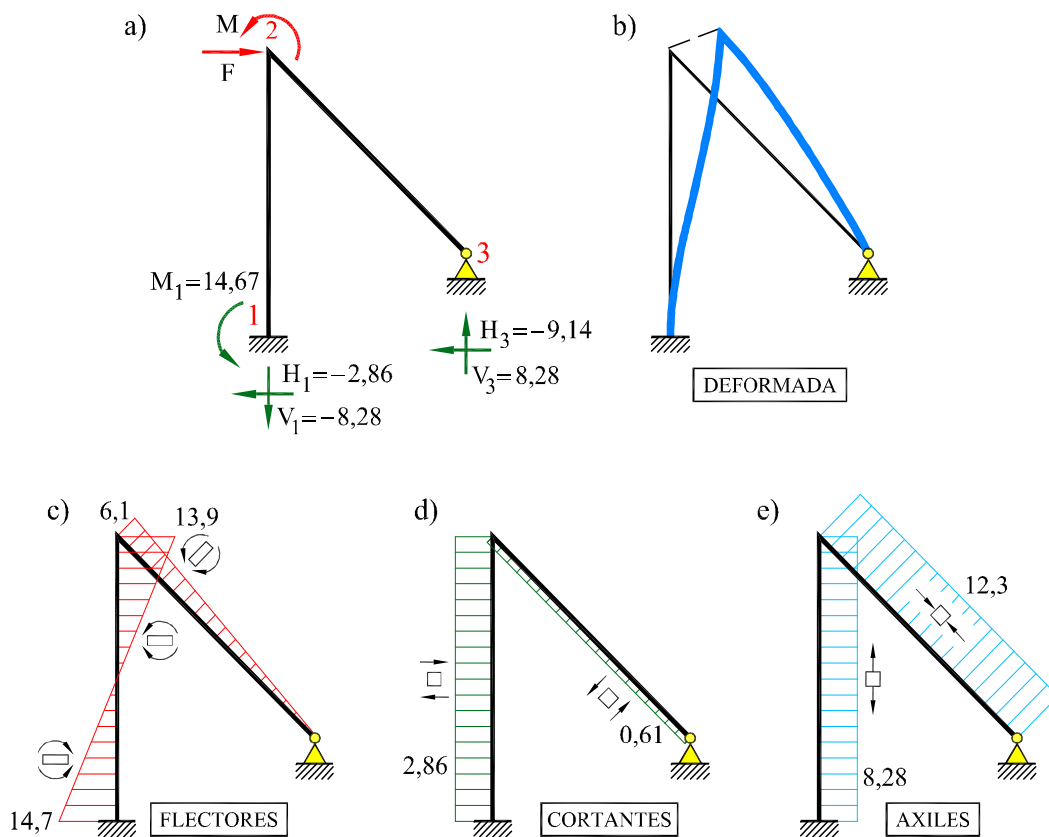 a)
M
2
F
3
M₁=14,67
1
H₁=−2,86
V₁=−8,28
H₃=−9,14
V₃=8,28
b)
DEFORMADA
c)
6,1
13,9
14,7
FLECTORES
d)
2,86
0,61
CORTANTES
e)
12,3
8,28
AXILES